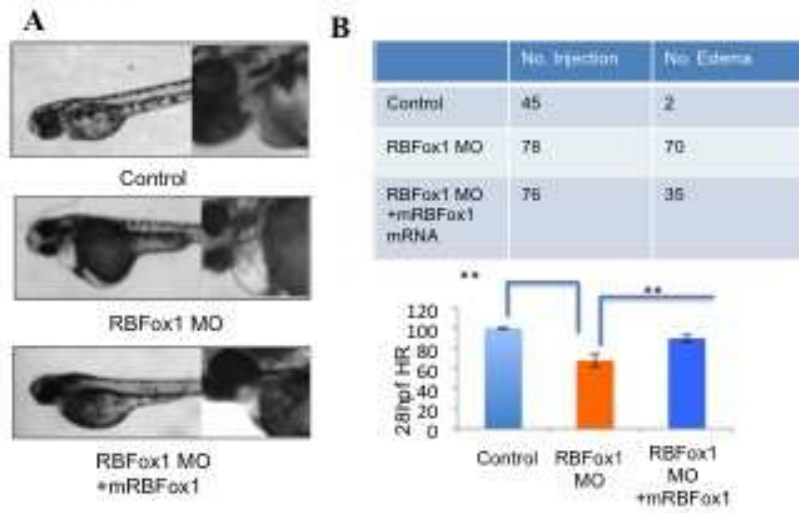 A
Control
RBFox1 MO
RBFox1 MO
+mRBFox1
B
No. Injection No. Edema
Control 45 2
RBFox1 MO 78 70
RBFox1 MO 76 35
+mRBFox1
mRNA
**
**
28hpf HR
120
100
80
60
40
20
0
Control
RBFox1
MO
RBFox1
MO
+mRBFox1